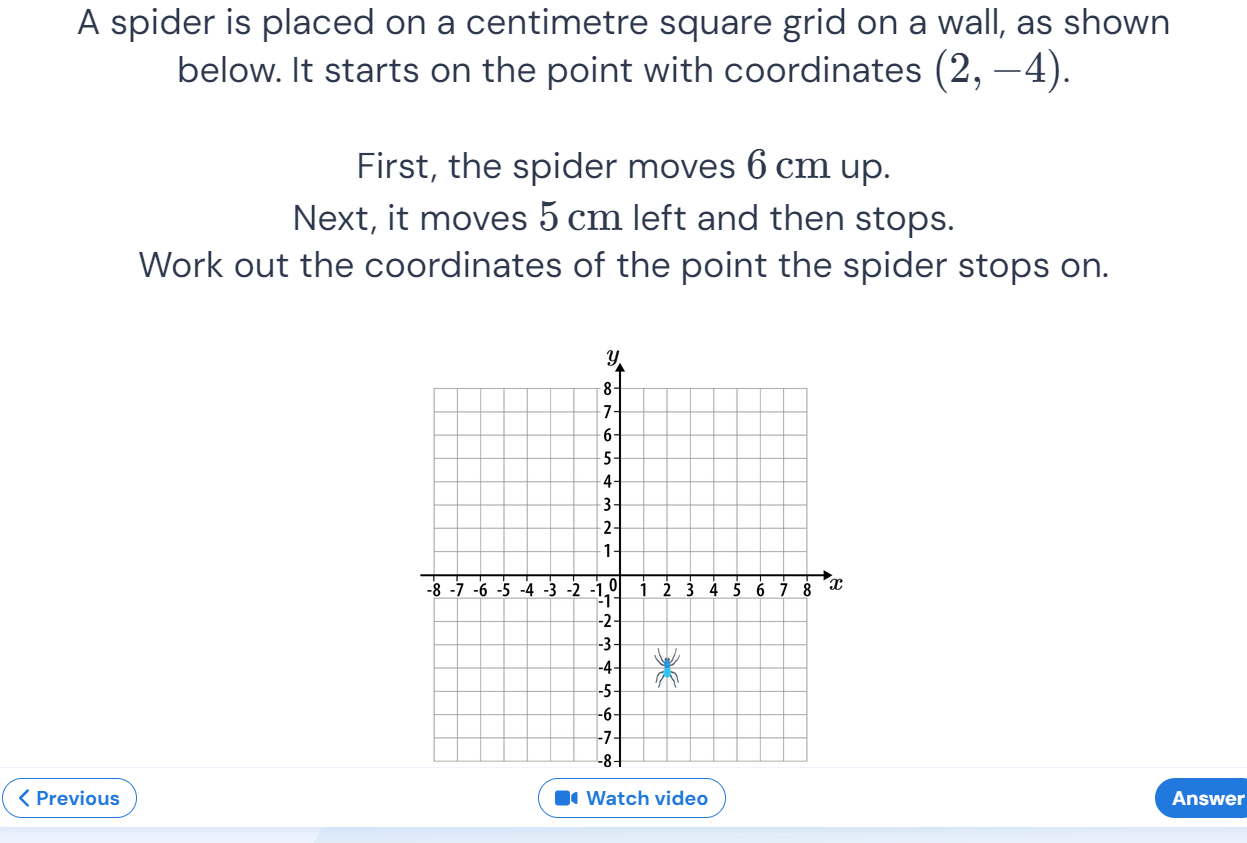 A spider is placed on a centimetre square grid on a wall, as shown
below. It starts on the point with coordinates (2, −4).
First, the spider moves 6 cm up.
Next, it moves 5 cm left and then stops.
Work out the coordinates of the point the spider stops on.
y
8
7
6
5
4
3
2
1
-8 -7 -6 -5 -4 -3 -2 -1 0 1 2 3 4 5 6 7 8 x
-1
-2
-3
-4
-5
-6
-7
-8
Previous Watch video Answer